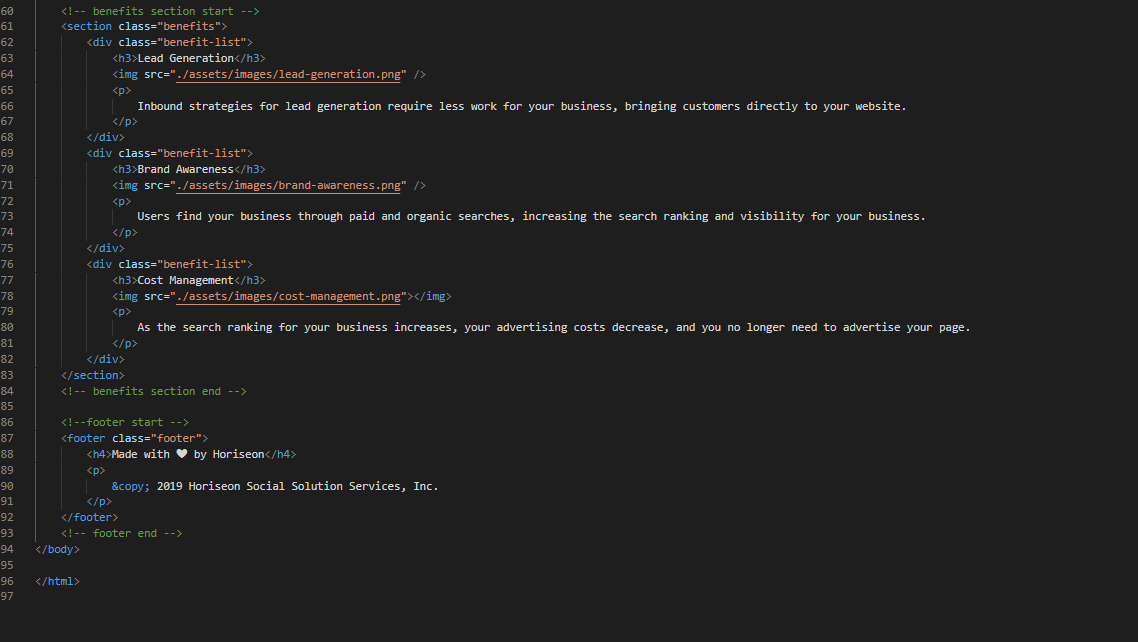 60 <!-- benefits section start -->
61 <section class="benefits">
62 <div class="benefit-list">
63 <h3>Lead Generation</h3>
64 <img src="./assets/images/lead-generation.png" />
65 <p>
66 Inbound strategies for lead generation require less work for your business, bringing customers directly to your website.
67 </p>
68 </div>
69 <div class="benefit-list">
70 <h3>Brand Awareness</h3>
71 <img src="./assets/images/brand-awareness.png" />
72 <p>
73 Users find your business through paid and organic searches, increasing the search ranking and visibility for your business.
74 </p>
75 </div>
76 <div class="benefit-list">
77 <h3>Cost Management</h3>
78 <img src="./assets/images/cost-management.png"></img>
79 <p>
80 As the search ranking for your business increases, your advertising costs decrease, and you no longer need to advertise your page.
81 </p>
82 </div>
83 </section>
84 <!-- benefits section end -->
85
86 <!--footer start -->
87 <footer class="footer">
88 <h4>Made with ❤ by Horiseon</h4>
89 <p>
90 &copy; 2019 Horiseon Social Solution Services, Inc.
91 </p>
92 </footer>
93 <!-- footer end -->
94 </body>
95
96 </html>
97